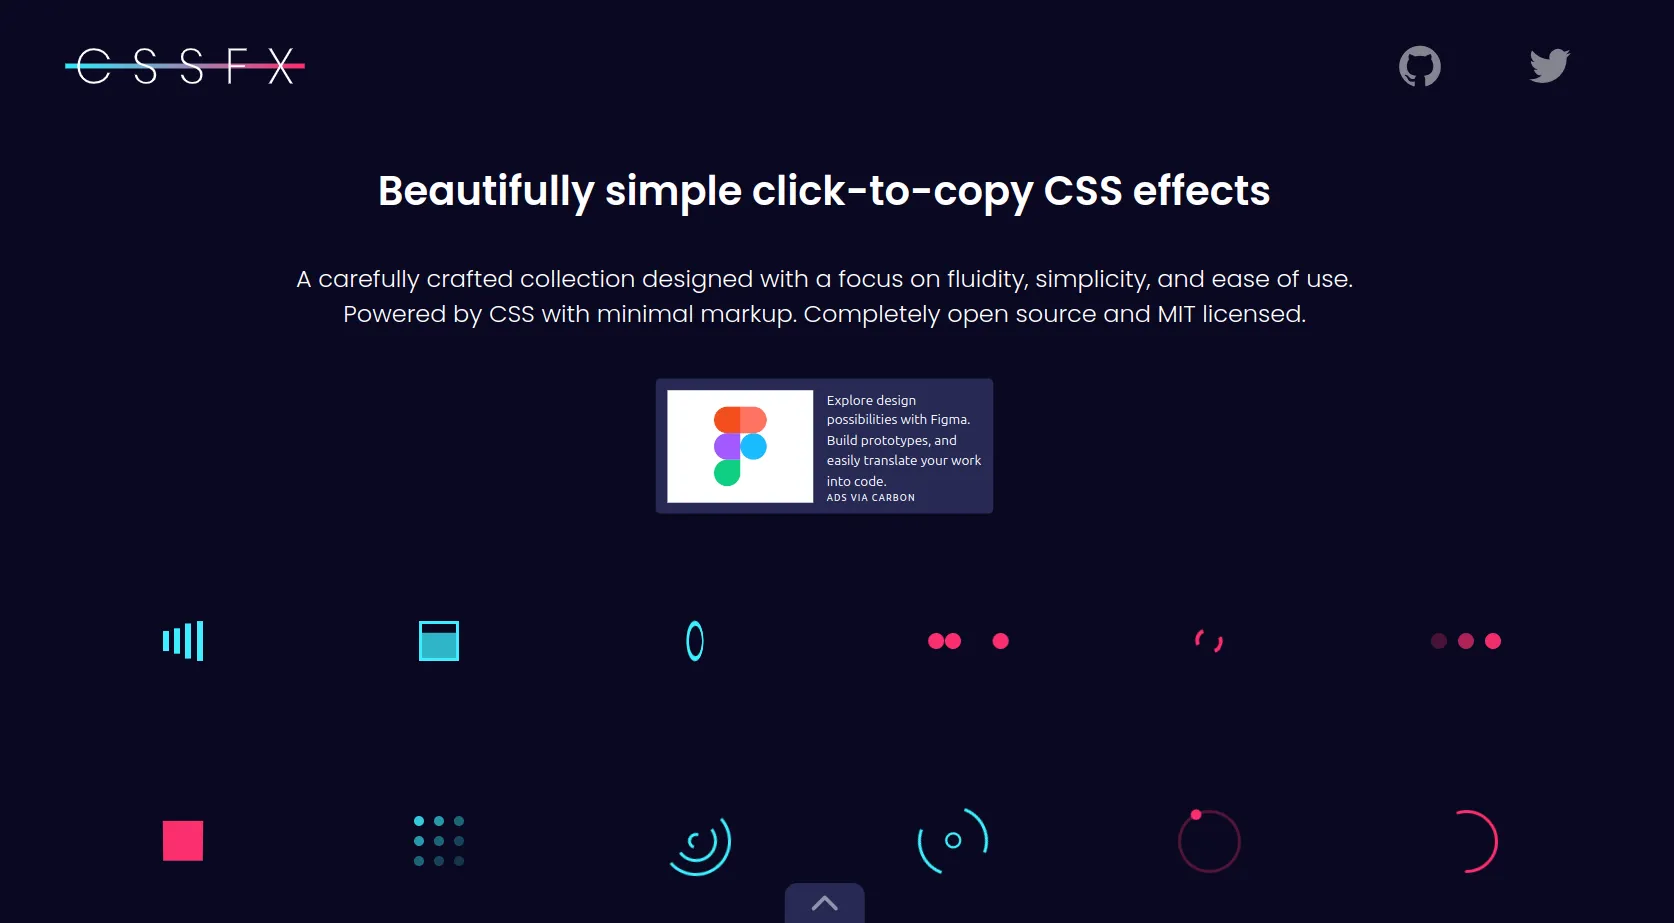 CSSFX
Beautifully simple click-to-copy CSS effects
A carefully crafted collection designed with a focus on fluidity, simplicity, and ease of use.
Powered by CSS with minimal markup. Completely open source and MIT licensed.
Explore design
possibilities with Figma.
Build prototypes, and
easily translate your work
into code.
ADS VIA CARBON